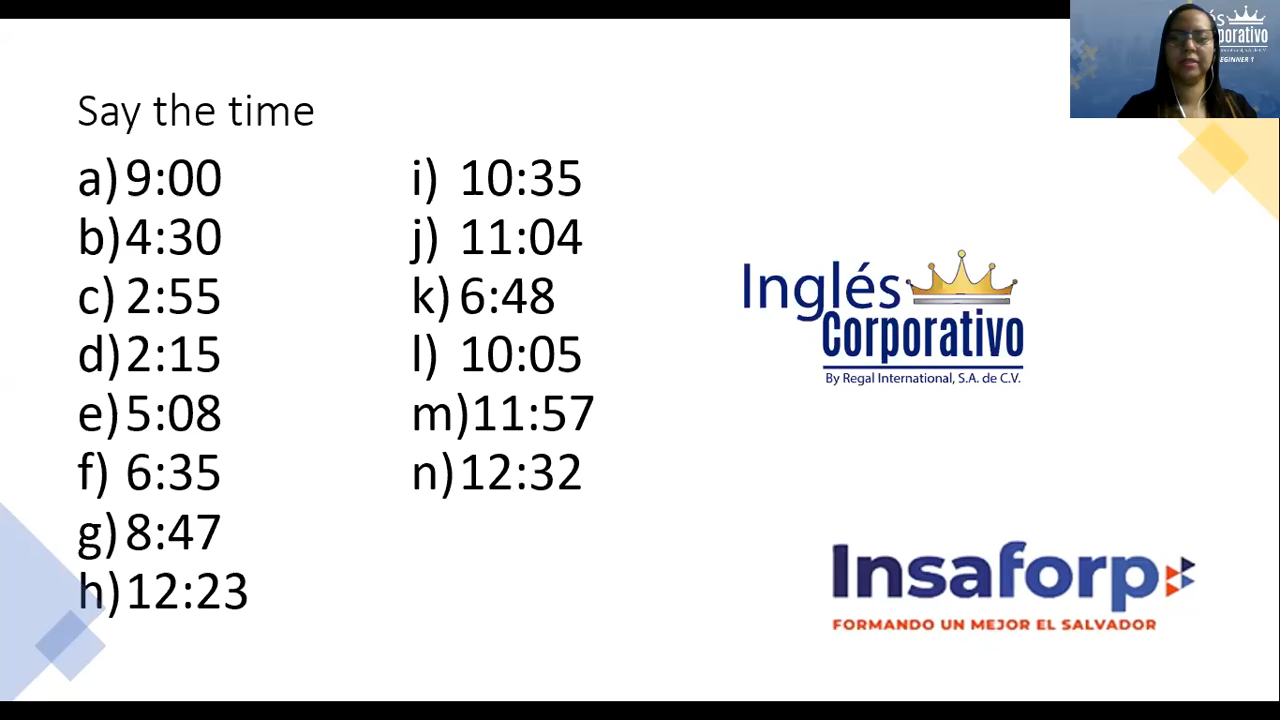 Say the time
a) 9:00
b) 4:30
c) 2:55
d) 2:15
e) 5:08
f) 6:35
g) 8:47
h) 12:23
i) 10:35
j) 11:04
k) 6:48
l) 10:05
m) 11:57
n) 12:32
Inglés
Corporativo
By Regal International, S.A. de C.V.
Insaforp
FORMANDO UN MEJOR EL SALVADOR